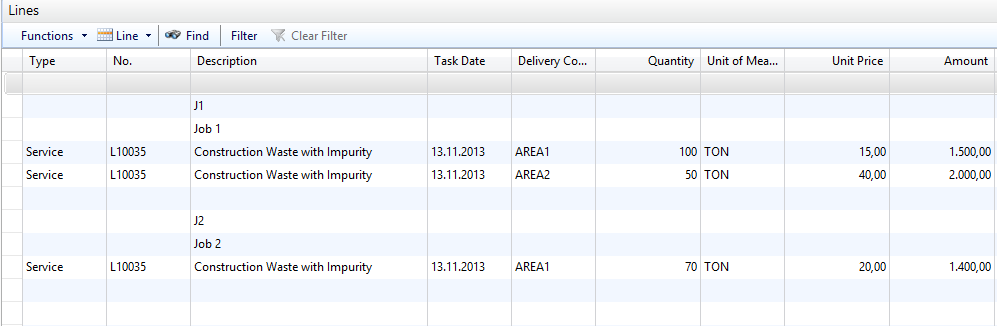 Lines
Functions Line Find Filter Clear Filter
Type No. Description Task Date Delivery Co... Quantity Unit of Mea... Unit Price Amount
J1
Job 1
Service L10035 Construction Waste with Impurity 13.11.2013 AREA1 100 TON 15,00 1.500,00
Service L10035 Construction Waste with Impurity 13.11.2013 AREA2 50 TON 40,00 2.000,00
J2
Job 2
Service L10035 Construction Waste with Impurity 13.11.2013 AREA1 70 TON 20,00 1.400,00